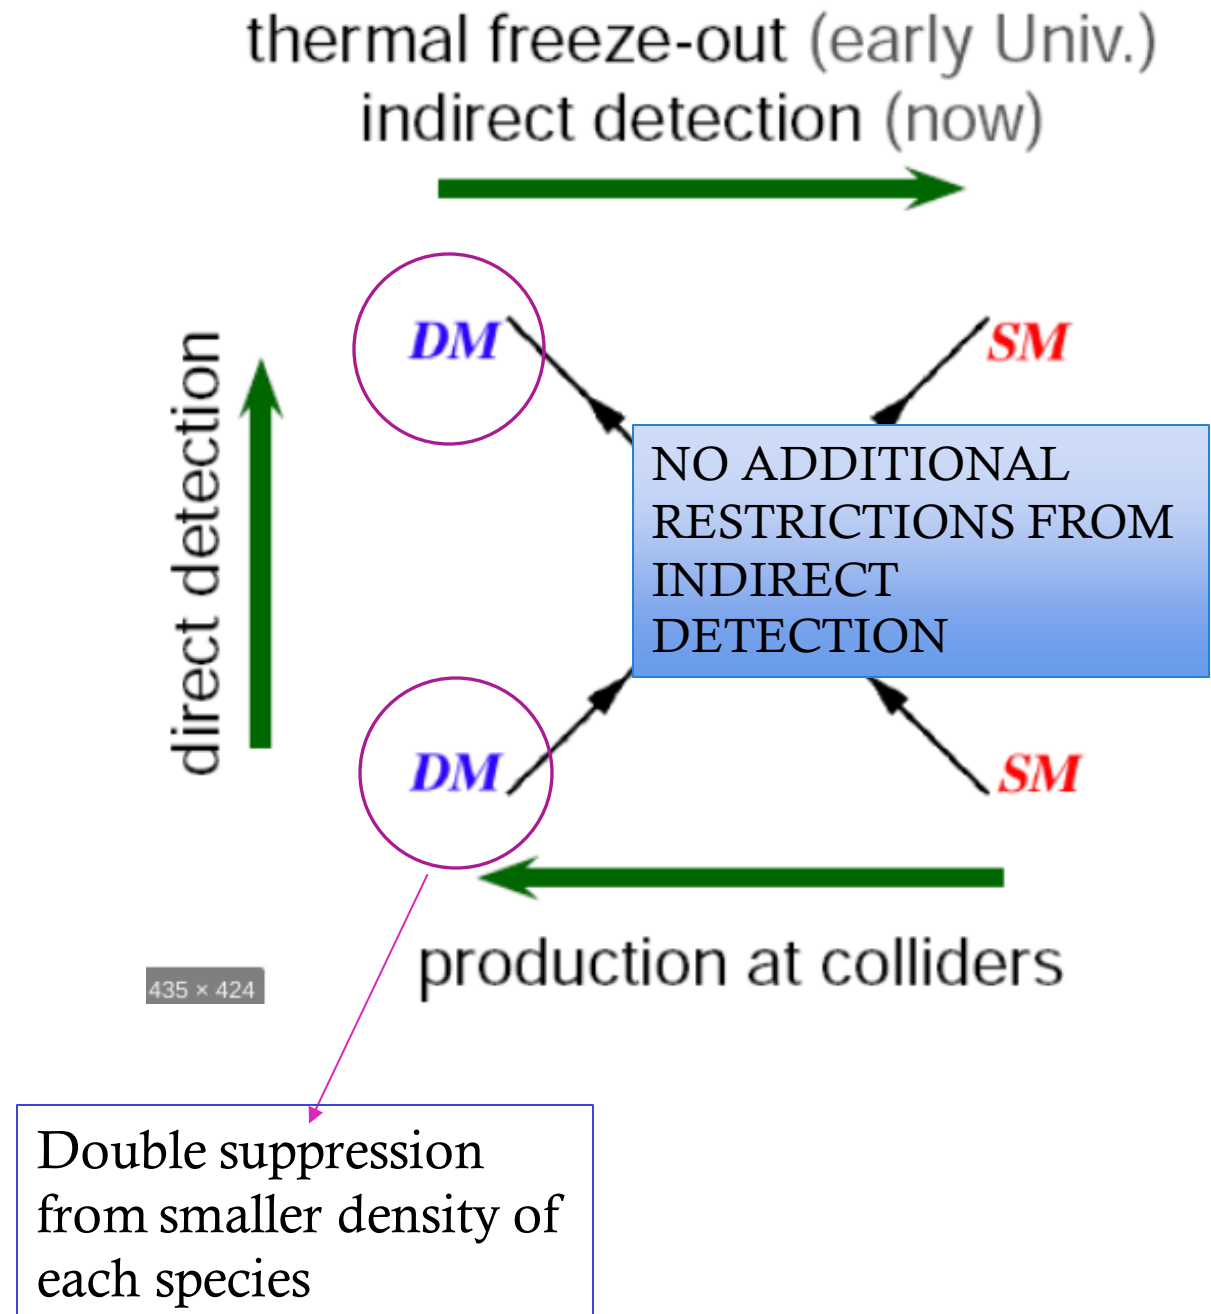 thermal freeze-out (early Univ.)
indirect detection (now)
direct detection
DM
SM
NO ADDITIONAL
RESTRICTIONS FROM
INDIRECT
DETECTION
DM
SM
production at colliders
435 × 424
Double suppression
from smaller density of
each species